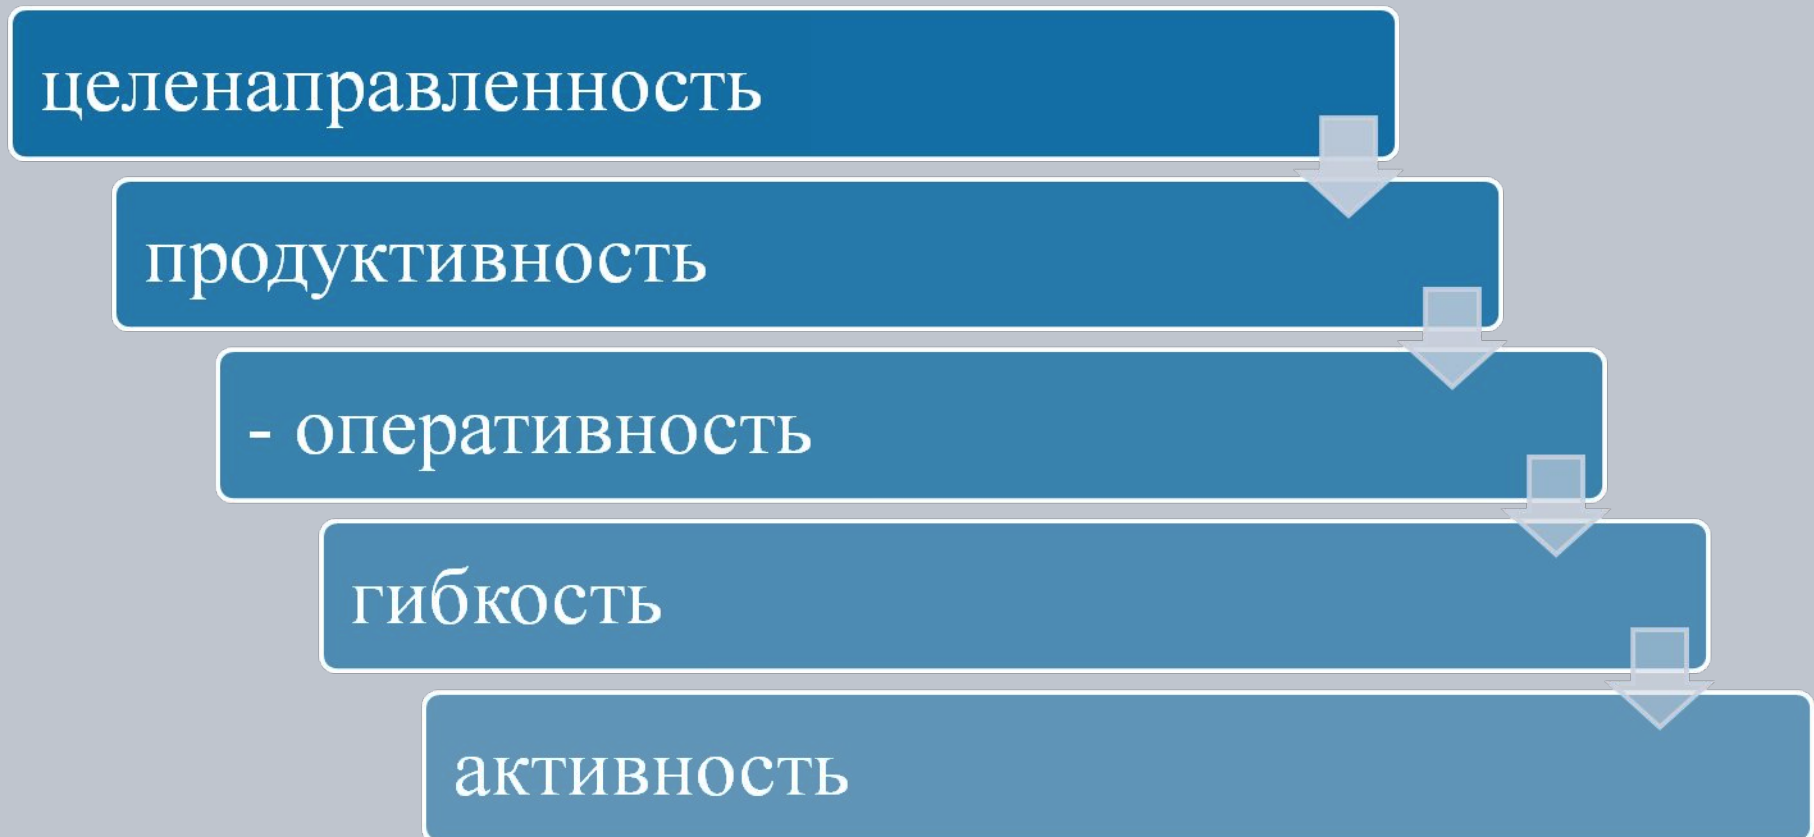 целенаправленность
продуктивность
- оперативность
гибкость
активность